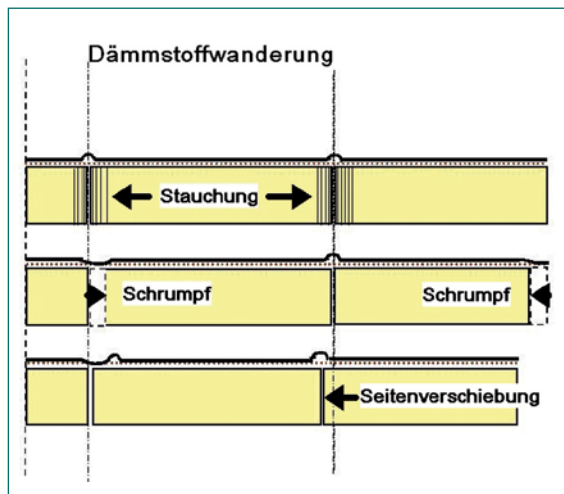 Dämmstoffwanderung
Stauchung
Schrumpf Schrumpf
Seitenverschiebung